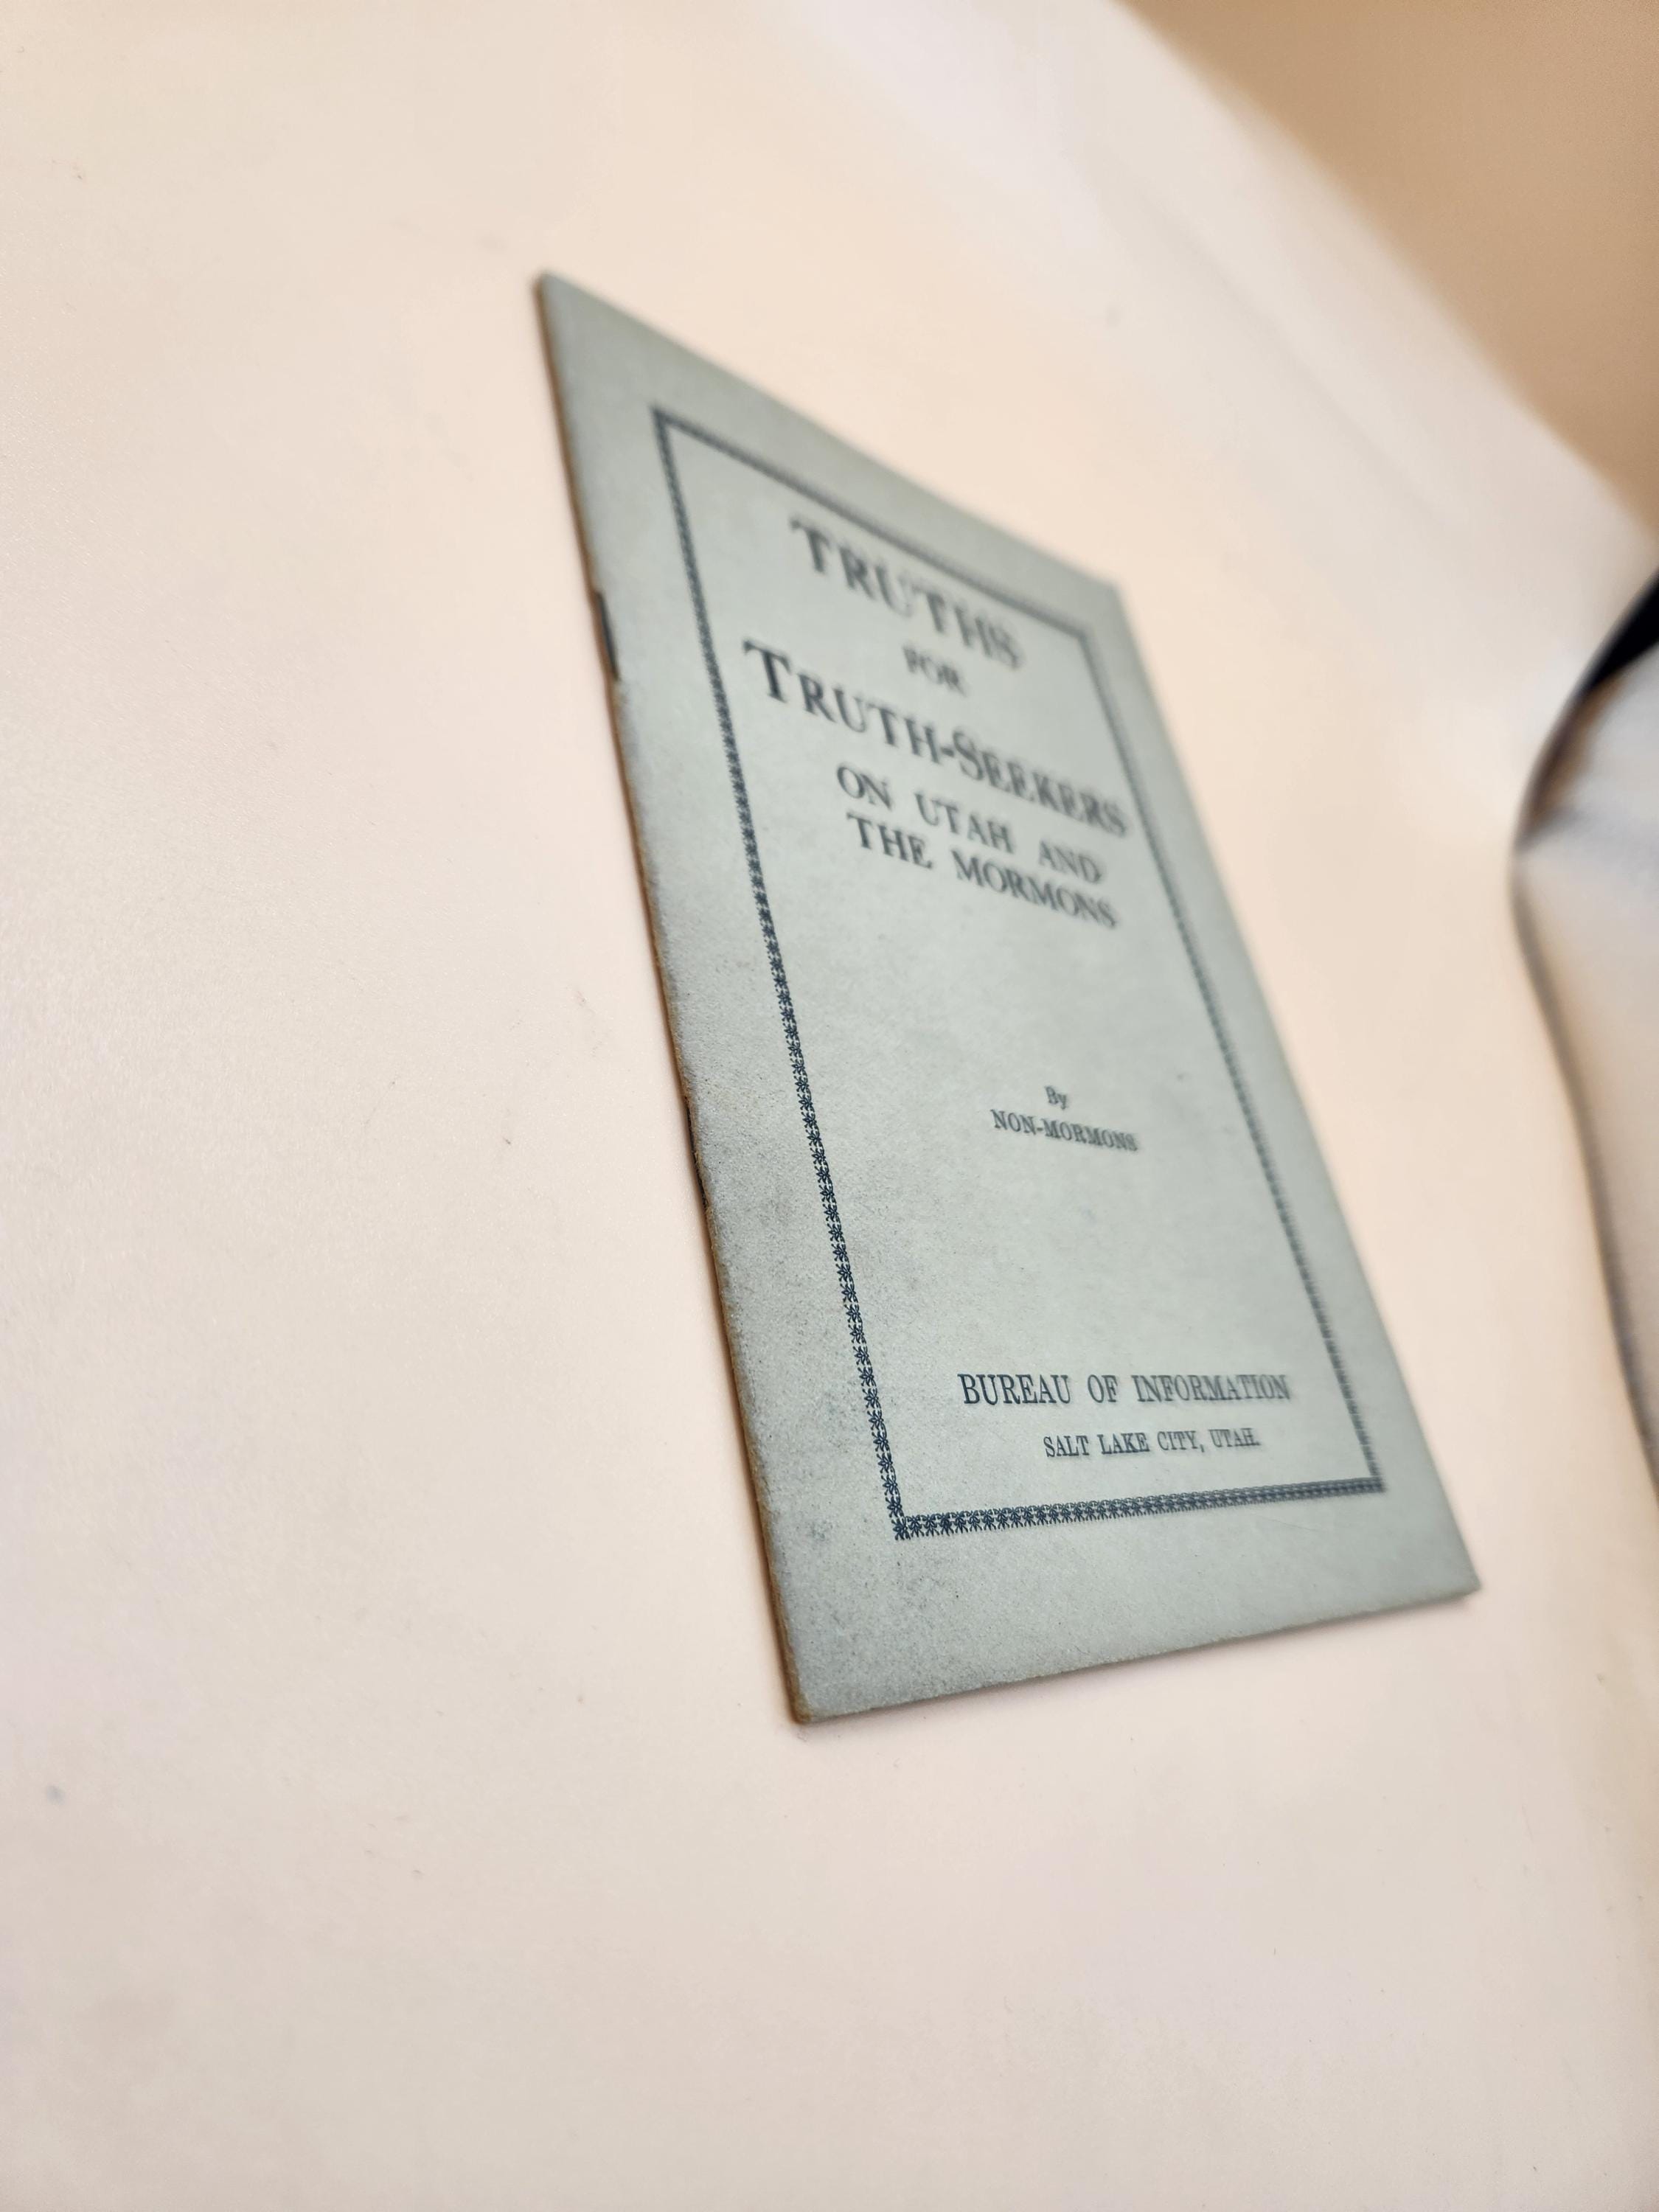 TRUTHS
FOR
TRUTH-SEEKERS
ON UTAH AND
THE MORMONS
By
NON-MORMONS
BUREAU OF INFORMATION
SALT LAKE CITY, UTAH.